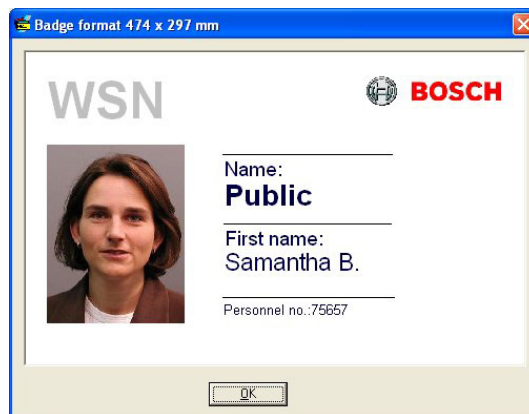 Badge format 474 x 297 mm
WSN
BOSCH
Name:
Public
First name:
Samantha B.
Personnel no.:75657
OK